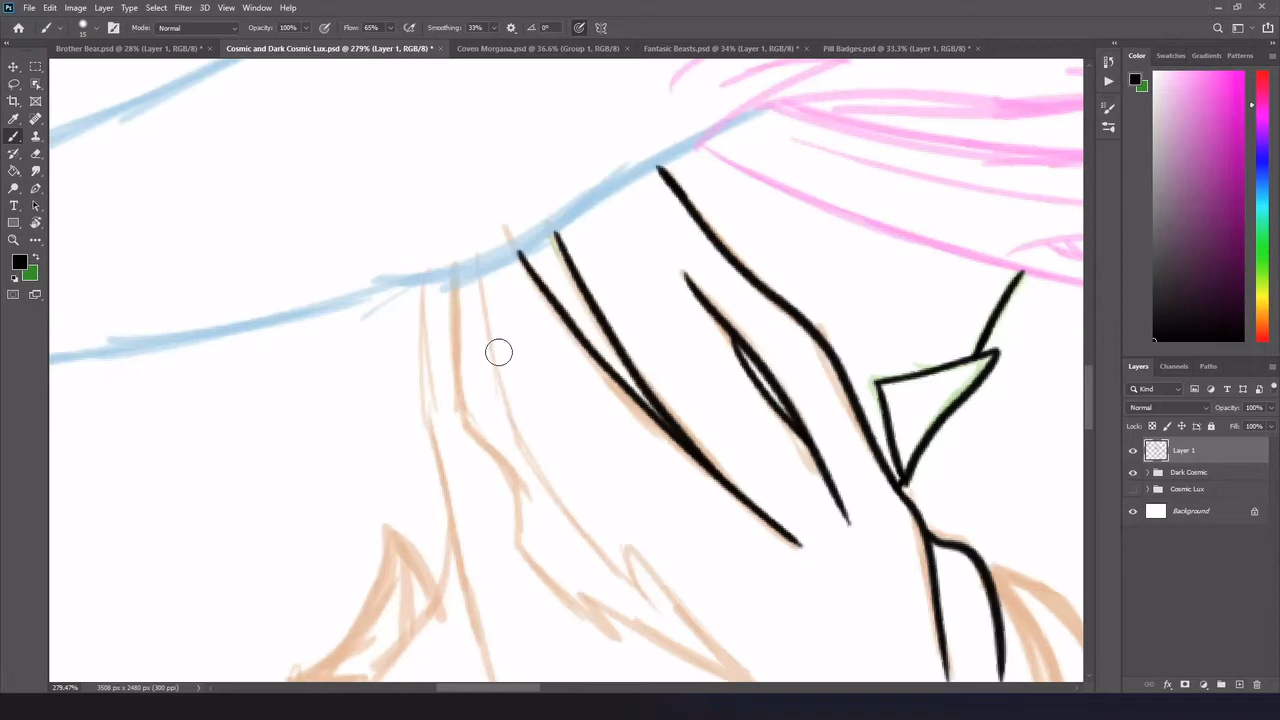 File Edit Image Layer Type Select Filter 3D View Window Help
15 Mode: Normal Opacity: 100% Flow: 65% Smoothing: 33% 0°
Brother Bear.psd @ 28% (Layer 1, RGB/8) * × Cosmic and Dark Cosmic Lux.psd @ 279% (Layer 1, RGB/8) * × Coven Morgana.psd @ 36.6% (Group 1, RGB/8) × Fantasic Beasts.psd @ 34% (Layer 1, RGB/8) * × Pill Badges.psd @ 33.3% (Layer 1, RGB/8) * ×
Color Swatches Gradients Patterns
Layers Channels Paths
Kind
Normal Opacity: 100%
Lock: Fill: 100%
Layer 1
Dark Cosmic
Cosmic Lux
Background
279.47% 3508 px x 2480 px (300 ppi)